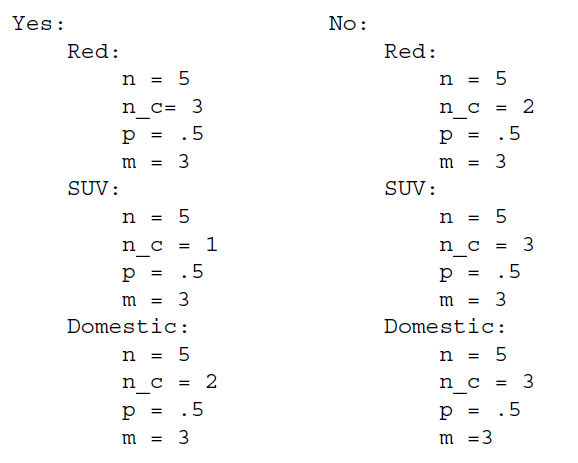 Yes: No:
Red: Red:
n = 5 n = 5
n_c= 3 n_c = 2
p = .5 p = .5
m = 3 m = 3
SUV: SUV:
n = 5 n = 5
n_c = 1 n_c = 3
p = .5 p = .5
m = 3 m = 3
Domestic: Domestic:
n = 5 n = 5
n_c = 2 n_c = 3
p = .5 p = .5
m = 3 m =3